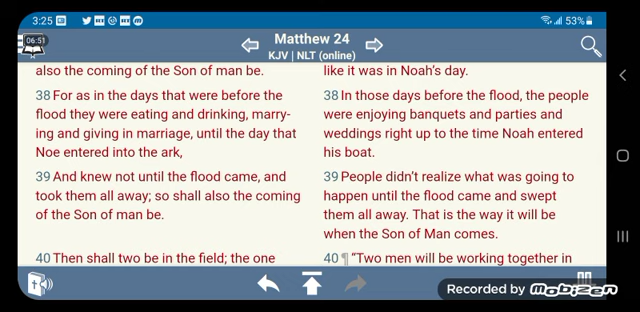 3:25
53%
06:51
Matthew 24
KJV | NLT (online)
also the coming of the Son of man be.
38 For as in the days that were before the
flood they were eating and drinking, marry-
ing and giving in marriage, until the day that
Noe entered into the ark,
39 And knew not until the flood came, and
took them all away; so shall also the coming
of the Son of man be.
40 Then shall two be in the field; the one
like it was in Noah's day.
38 In those days before the flood, the people
were enjoying banquets and parties and
weddings right up to the time Noah entered
his boat.
39 People didn't realize what was going to
happen until the flood came and swept
them all away. That is the way it will be
when the Son of Man comes.
40 ¶ "Two men will be working together in
Recorded by Mobizen